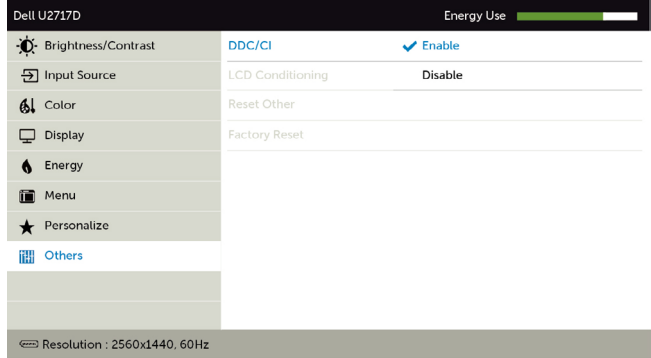 Dell U2717D Energy Use
Brightness/Contrast DDC/CI Enable
Input Source LCD Conditioning Disable
Color Reset Other
Display Factory Reset
Energy
Menu
Personalize
Others
Resolution : 2560x1440, 60Hz